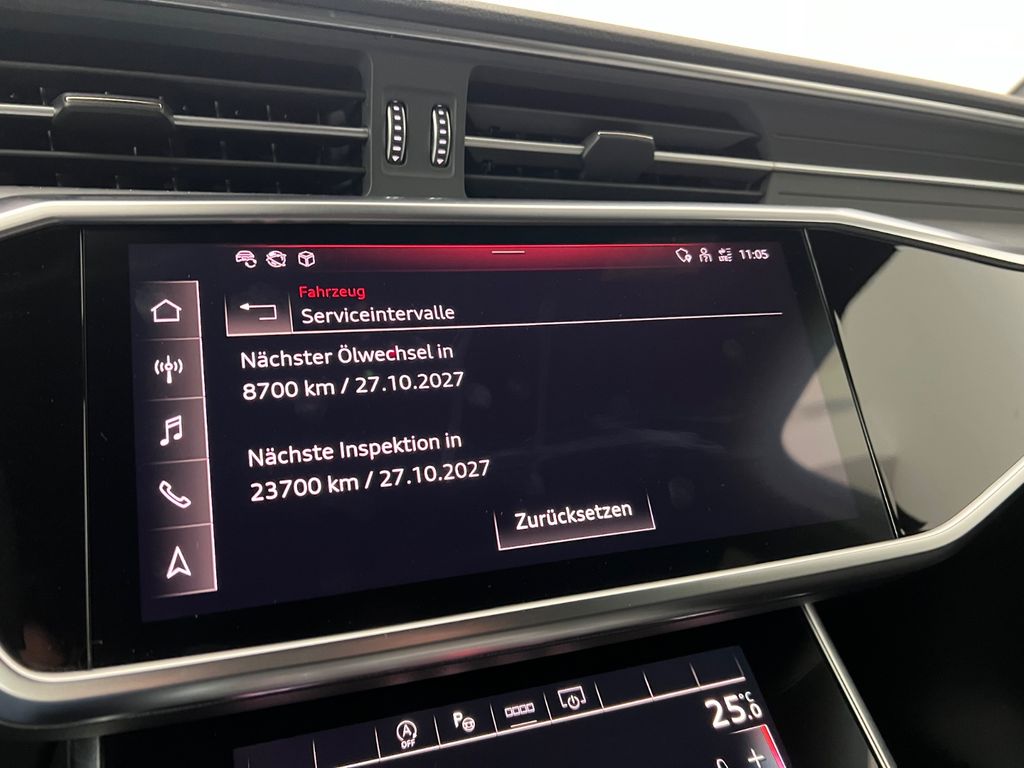 11:05
Fahrzeug
Serviceintervalle
Nächster Ölwechsel in
8700 km / 27.10.2027
Nächste Inspektion in
23700 km / 27.10.2027
Zurücksetzen
A
OFF
P
25.0 °C
+